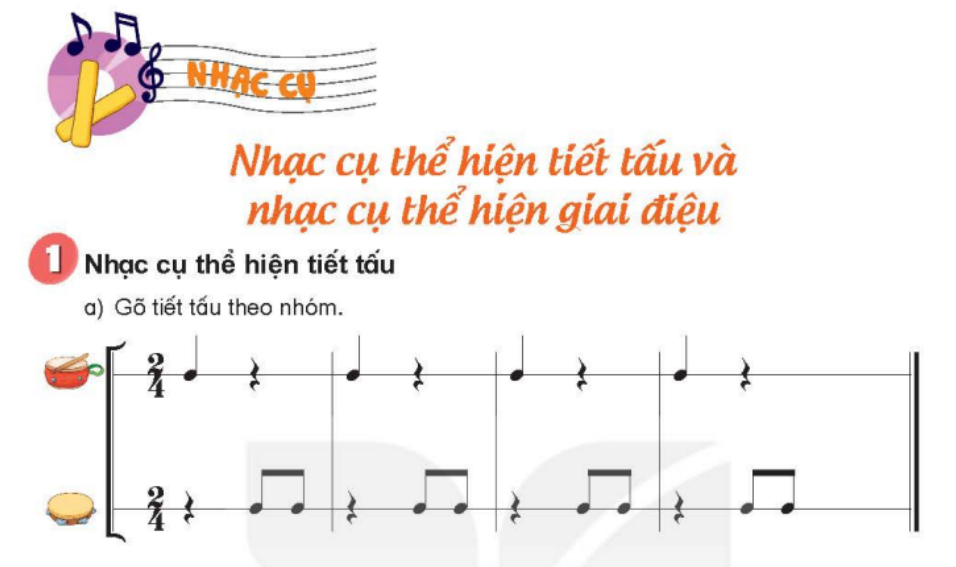 NHẠC CỤ
Nhạc cụ thể hiện tiết tấu và
nhạc cụ thể hiện giai điệu
1 Nhạc cụ thể hiện tiết tấu
a) Gõ tiết tấu theo nhóm.
2
4
2
4